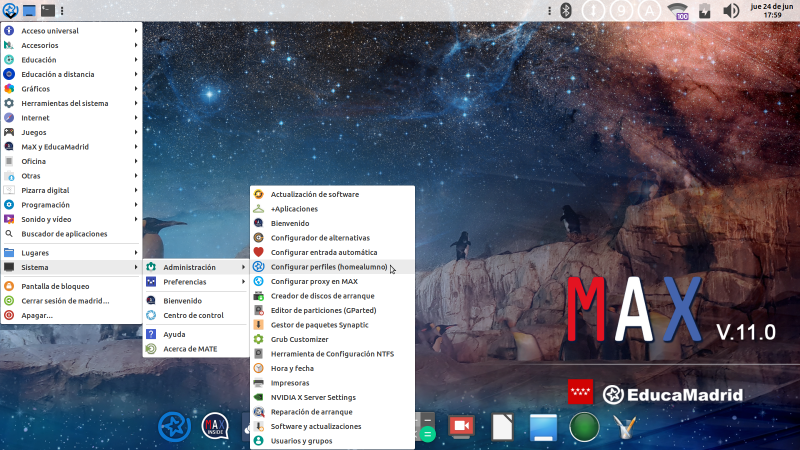 jue 24 de jun
17:59
100
Acceso universal
Accesorios
Educación
Educación a distancia
Gráficos
Herramientas del sistema
Internet
Juegos
MaX y EducaMadrid
Oficina
Otras
Pizarra digital
Programación
Sonido y vídeo
Buscador de aplicaciones
Lugares
Sistema
Pantalla de bloqueo
Cerrar sesión de madrid...
Apagar...
Administración
Preferencias
Bienvenido
Centro de control
Ayuda
Acerca de MATE
Actualización de software
+Aplicaciones
Bienvenido
Configurador de alternativas
Configurar entrada automática
Configurar perfiles (homealumno)
Configurar proxy en MAX
Creador de discos de arranque
Editor de particiones (GParted)
Gestor de paquetes Synaptic
Grub Customizer
Herramienta de Configuración NTFS
Hora y fecha
Impresoras
NVIDIA X Server Settings
Reparación de arranque
Software y actualizaciones
Usuarios y grupos
MAX V.11.0
EducaMadrid
MAX
INSIDE